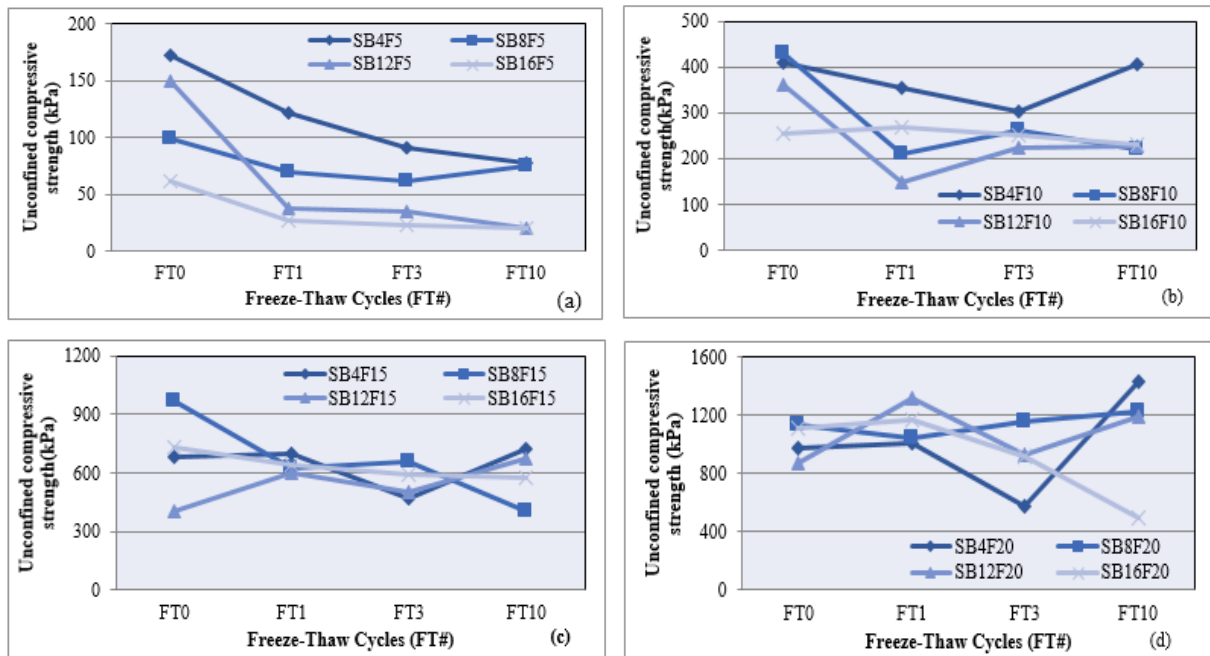 Unconfined compressive
strength (kPa)
200
150
100
50
0
SB4F5 SB8F5
SB12F5 SB16F5
FT0 FT1 FT3 FT10
Freeze-Thaw Cycles (FT#)
(a)
Unconfined compressive
strength(kPa)
500
400
300
200
100
0
SB4F10 SB8F10
SB12F10 SB16F10
FT0 FT1 FT3 FT10
Freeze-Thaw Cycles (FT#)
(b)
Unconfined compressive
strength(kPa)
1200
900
600
300
0
SB4F15 SB8F15
SB12F15 SB16F15
FT0 FT1 FT3 FT10
Freeze-Thaw Cycles (FT#)
(c)
Unconfined compressive
strength (kPa)
1600
1200
800
400
0
SB4F20 SB8F20
SB12F20 SB16F20
FT0 FT1 FT3 FT10
Freeze-Thaw Cycles (FT#)
(d)